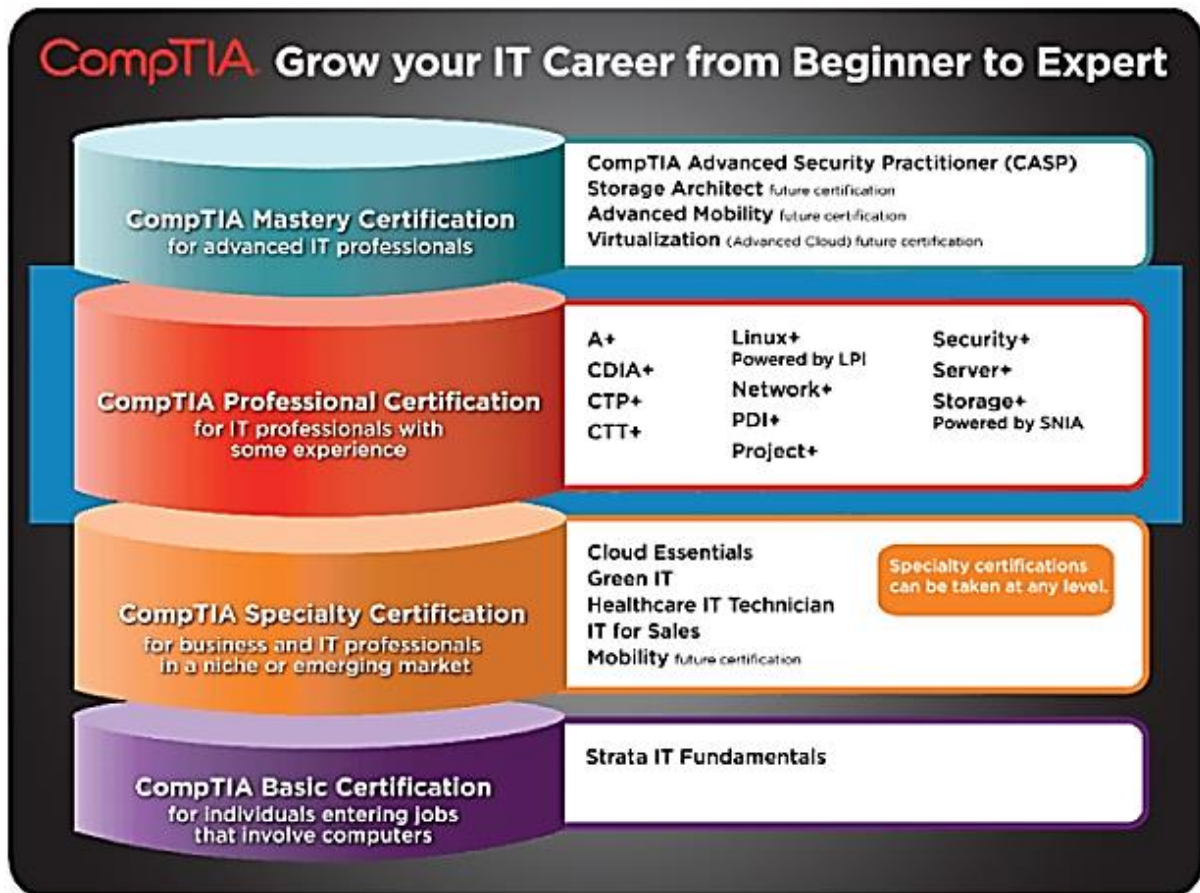 CompTIA Grow your IT Career from Beginner to Expert
CompTIA Mastery Certification
for advanced IT professionals
CompTIA Advanced Security Practitioner (CASP)
Storage Architect future certification
Advanced Mobility future certification
Virtualization (Advanced Cloud) future certification
CompTIA Professional Certification
for IT professionals with
some experience
A+
CDIA+
CTP+
CTT+
Linux+
Powered by LPI
Network+
PDI+
Project+
Security+
Server+
Storage+
Powered by SNIA
CompTIA Specialty Certification
for business and IT professionals
in a niche or emerging market
Cloud Essentials
Green IT
Healthcare IT Technician
IT for Sales
Mobility future certification
Specialty certifications
can be taken at any level.
CompTIA Basic Certification
for individuals entering jobs
that involve computers
Strata IT Fundamentals